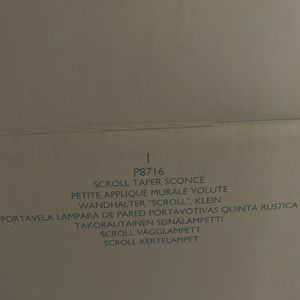 1
P8716
SCROLL TAPER SCONCE
PETITE APPLIQUE MURALE VOLUTE
WANDHALTER "SCROLL", KLEIN
PORTAVELA LÁMPARA DE PARED PORTAVOTIVAS QUINTA RÚSTICA
TAKORAUTAINEN SEINÄLAMPETTI
SCROLL VÄGGLAMPETT
SCROLL KERTELAMPET